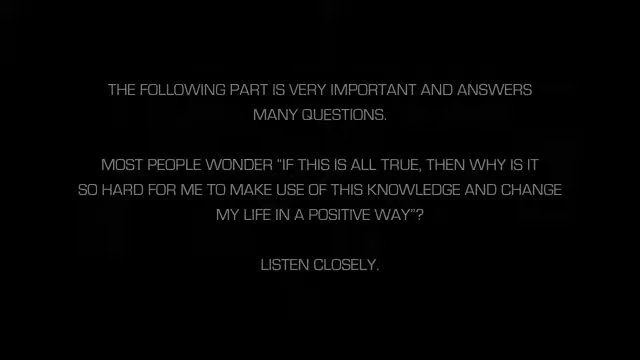 THE FOLLOWING PART IS VERY IMPORTANT AND ANSWERS
MANY QUESTIONS.
MOST PEOPLE WONDER "IF THIS IS ALL TRUE, THEN WHY IS IT
SO HARD FOR ME TO MAKE USE OF THIS KNOWLEDGE AND CHANGE
MY LIFE IN A POSITIVE WAY"?
LISTEN CLOSELY.